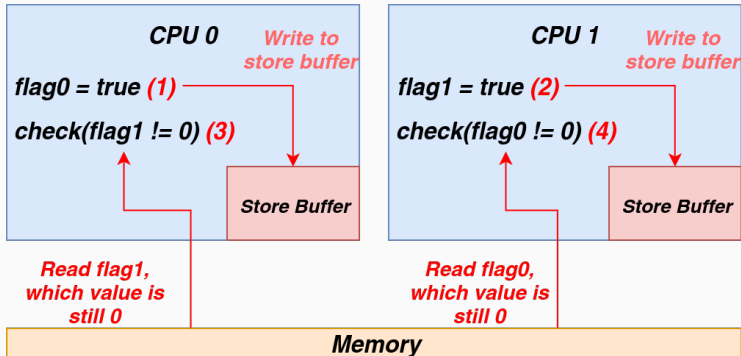 CPU 0
Write to
store buffer
flag0 = true (1)
check(flag1 != 0) (3)
Store Buffer
Read flag1,
which value is
still 0
CPU 1
Write to
store buffer
flag1 = true (2)
check(flag0 != 0) (4)
Store Buffer
Read flag0,
which value is
still 0
Memory